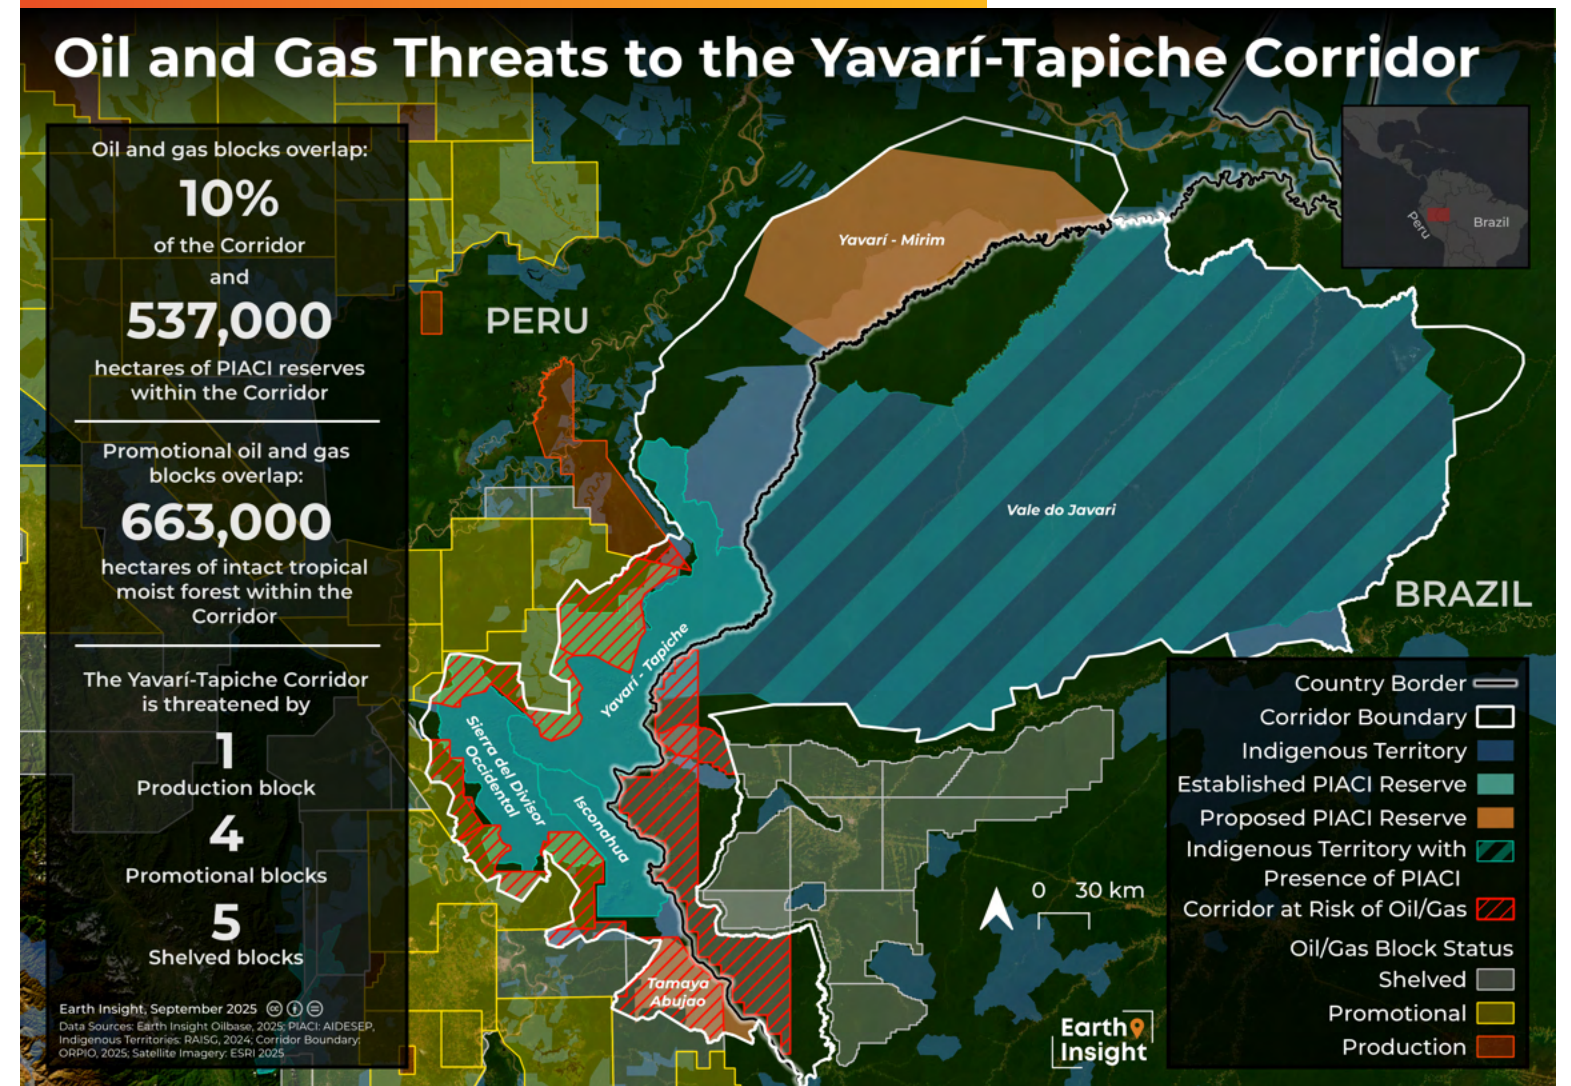 Oil and Gas Threats to the Yavarí-Tapiche Corridor
Oil and gas blocks overlap:
10%
of the Corridor
and
537,000
hectares of PIACI reserves
within the Corridor
Promotional oil and gas
blocks overlap:
663,000
hectares of intact tropical
moist forest within the
Corridor
The Yavarí-Tapiche Corridor
is threatened by
1
Production block
4
Promotional blocks
5
Shelved blocks
Earth Insight, September 2025
Data Sources: Earth Insight Oilbase, 2025; PIACI: AIDESEP,
Indigenous Territories: RAISG, 2024; Corridor Boundary:
ORPIO, 2025; Satellite Imagery: ESRI 2025
PERU
Yavarí - Mirim
Vale do Javari
BRAZIL
Yavarí - Tapiche
Sierra del Divisor
Occidental
Isconahua
Tamaya
Abujao
Peru
Brazil
0 30 km
Earth
Insight
Country Border
Corridor Boundary
Indigenous Territory
Established PIACI Reserve
Proposed PIACI Reserve
Indigenous Territory with
Presence of PIACI
Corridor at Risk of Oil/Gas
Oil/Gas Block Status
Shelved
Promotional
Production